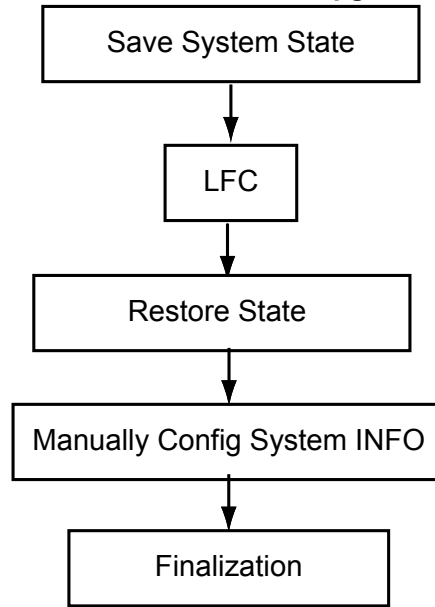 Save System State
LFC
Restore State
Manually Config System INFO
Finalization